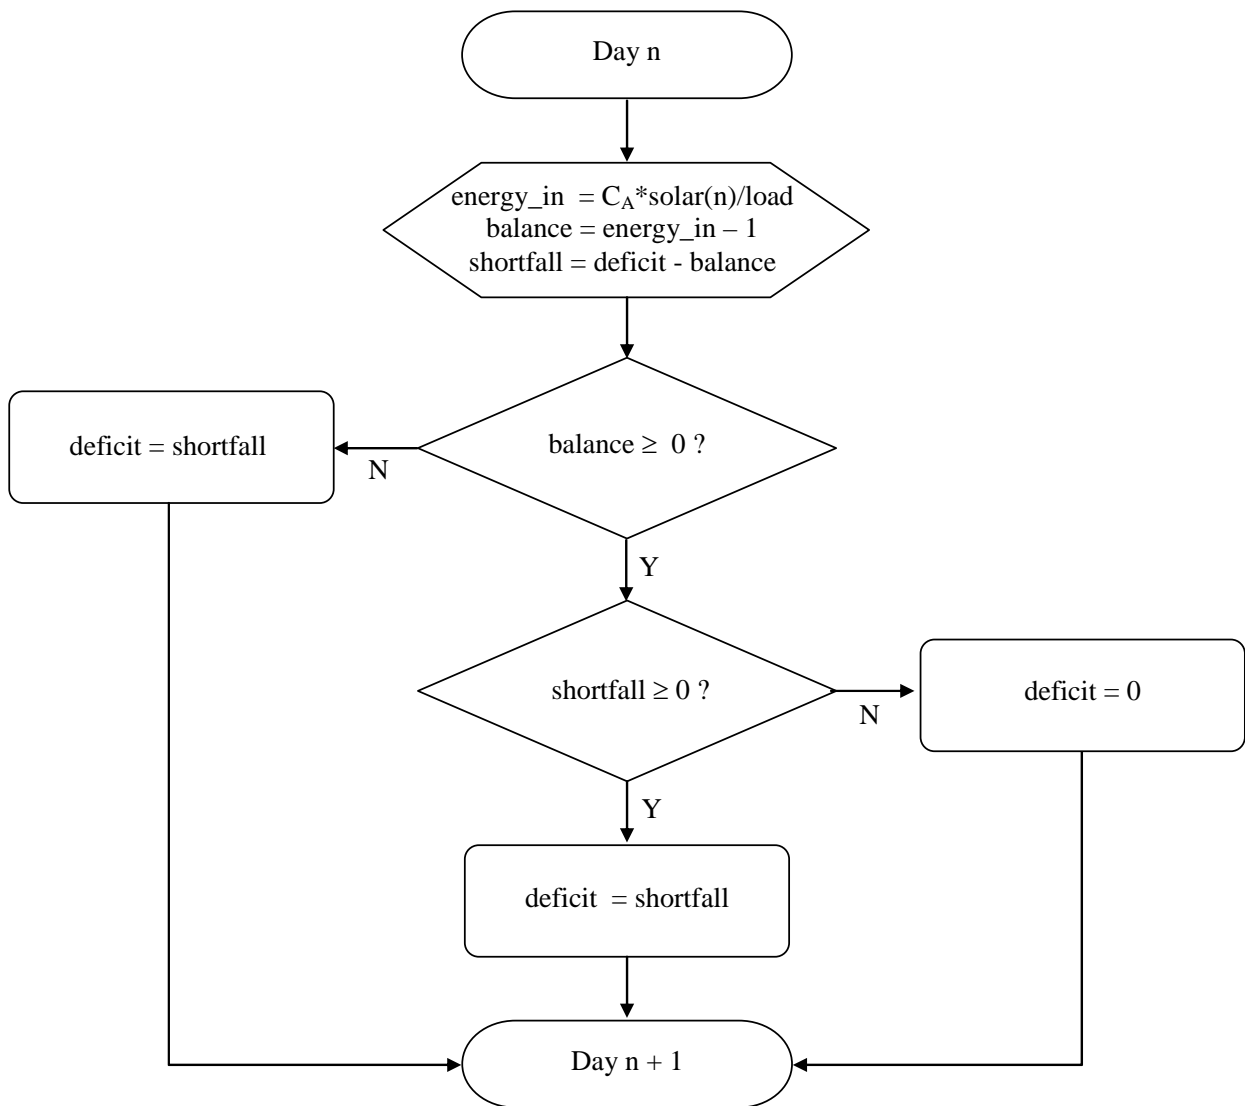 Day n
energy_in = C_A*solar(n)/load
balance = energy_in – 1
shortfall = deficit - balance
deficit = shortfall
balance ≥ 0 ?
N
Y
shortfall ≥ 0 ?
N
deficit = 0
Y
deficit = shortfall
Day n + 1